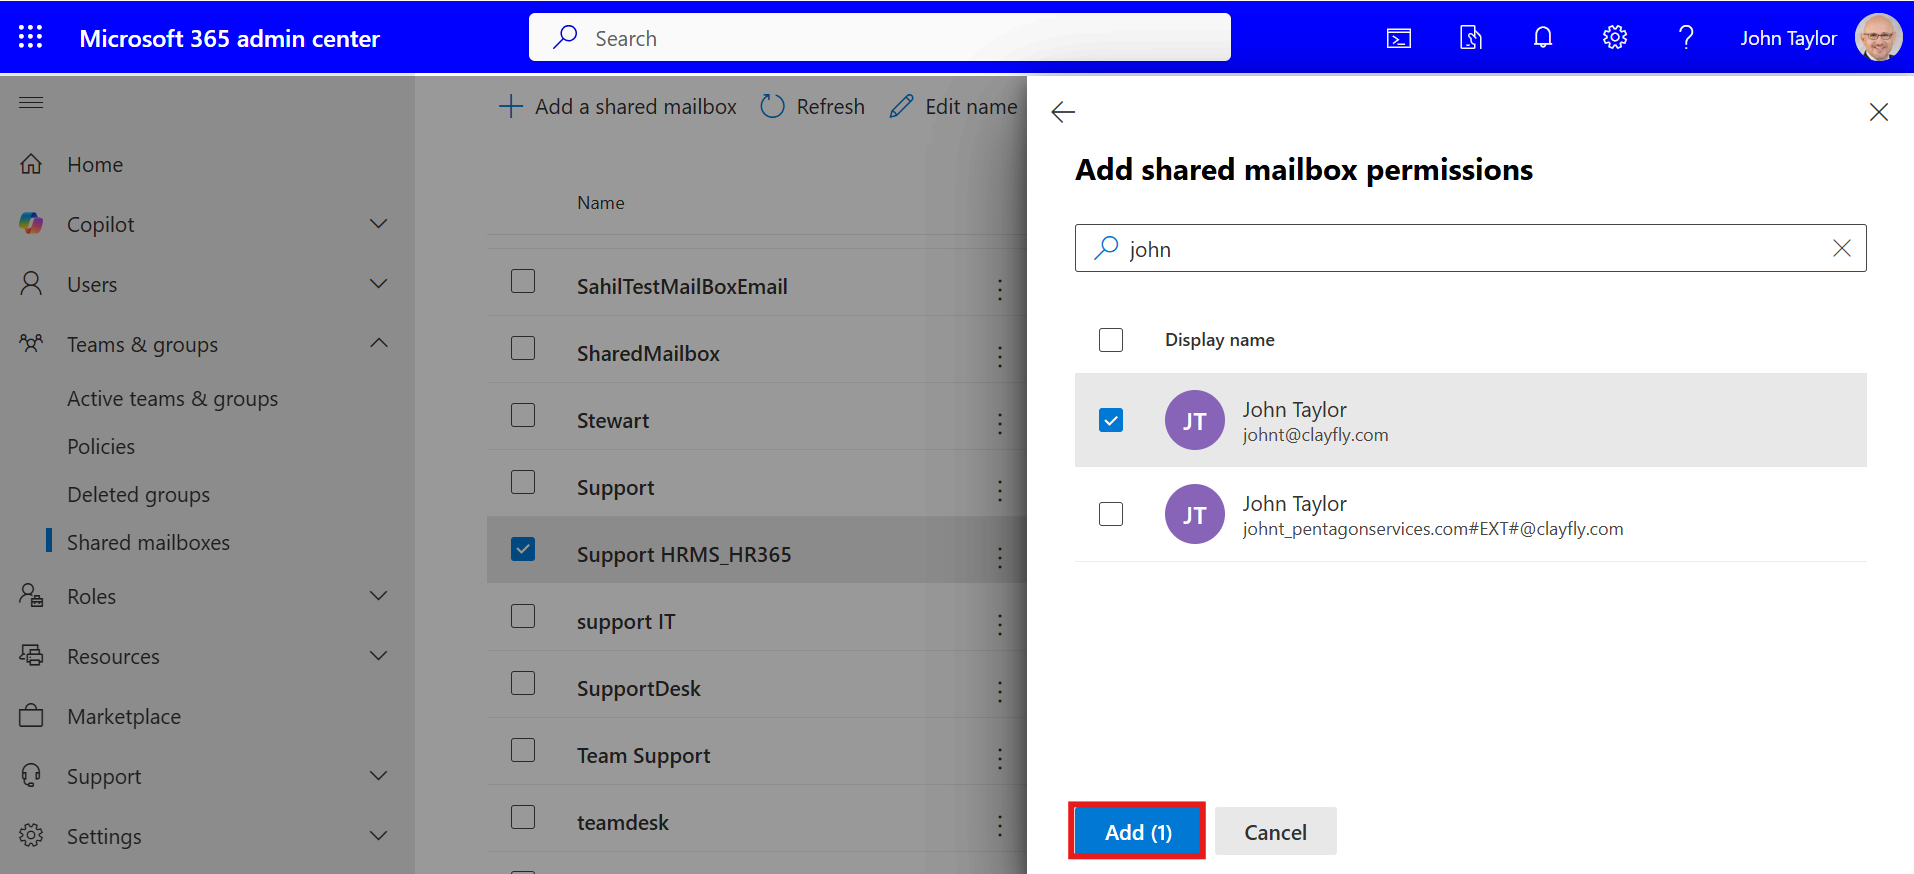 Microsoft 365 admin center
Search
John Taylor
Home
Copilot
Users
Teams & groups
Active teams & groups
Policies
Deleted groups
Shared mailboxes
Roles
Resources
Marketplace
Support
Settings
Add a shared mailbox
Refresh
Edit name
Name
SahilTestMailBoxEmail
SharedMailbox
Stewart
Support
Support HRMS_HR365
support IT
SupportDesk
Team Support
teamdesk
Add shared mailbox permissions
john
Display name
JT
John Taylor
johnt@clayfly.com
JT
John Taylor
johnt_pentagonservices.com#EXT#@clayfly.com
Add (1)
Cancel